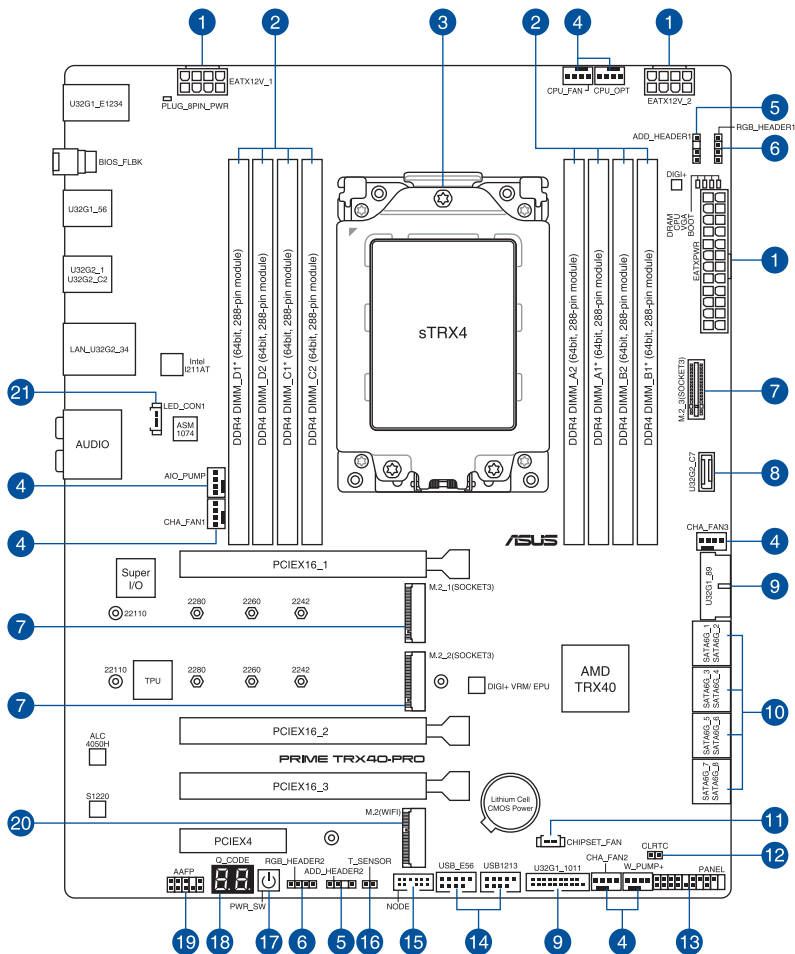 1
2
3
2
4
1
U32G1_E1234
EATX12V_1
PLUG_8PIN_PWR
CPU_FAN
CPU_OPT
EATX12V_2
5
ADD_HEADER1
RGB_HEADER1
6
BIOS_FLBK
DIGI+
U32G1_56
DRAM
CPU
VGA
BOOT
EATXPWR
1
U32G2_1
U32G2_C2
DDR4 DIMM_D1* (64bit, 288-pin module)
DDR4 DIMM_D2 (64bit, 288-pin module)
DDR4 DIMM_C1* (64bit, 288-pin module)
DDR4 DIMM_C2 (64bit, 288-pin module)
sTRX4
DDR4 DIMM_A2 (64bit, 288-pin module)
DDR4 DIMM_A1* (64bit, 288-pin module)
DDR4 DIMM_B2 (64bit, 288-pin module)
DDR4 DIMM_B1* (64bit, 288-pin module)
LAN_U32G2_34
Intel
I211AT
M.2_3(SOCKET3)
7
21
LED_CON1
ASM
1074
AUDIO
U32G2_C7
8
4
AIO_PUMP
4
CHA_FAN1
ASUS
CHA_FAN3
4
PCIEX16_1
Super
I/O
M.2_1(SOCKET3)
U32G1_89
9
22110
2280
2260
2242
7
SATA6G_1
SATA6G_2
22110
2280
2260
2242
M.2_2(SOCKET3)
TPU
DIGI+ VRM/ EPU
AMD
TRX40
SATA6G_3
SATA6G_4
7
10
SATA6G_5
SATA6G_6
PCIEX16_2
ALC
4050H
PRIME TRX40-PRO
SATA6G_7
SATA6G_8
PCIEX16_3
S1220
Lithium Cell
CMOS Power
20
M.2(WIFI)
11
CHIPSET_FAN
PCIEX4
CLRTC
12
Q_CODE
RGB_HEADER2
T_SENSOR
ADD_HEADER2
AAFP
USB_E56
USB1213
U32G1_1011
CHA_FAN2
W_PUMP+
PANEL
PWR_SW
NODE
19
18
17
6
5
16
15
14
9
4
13